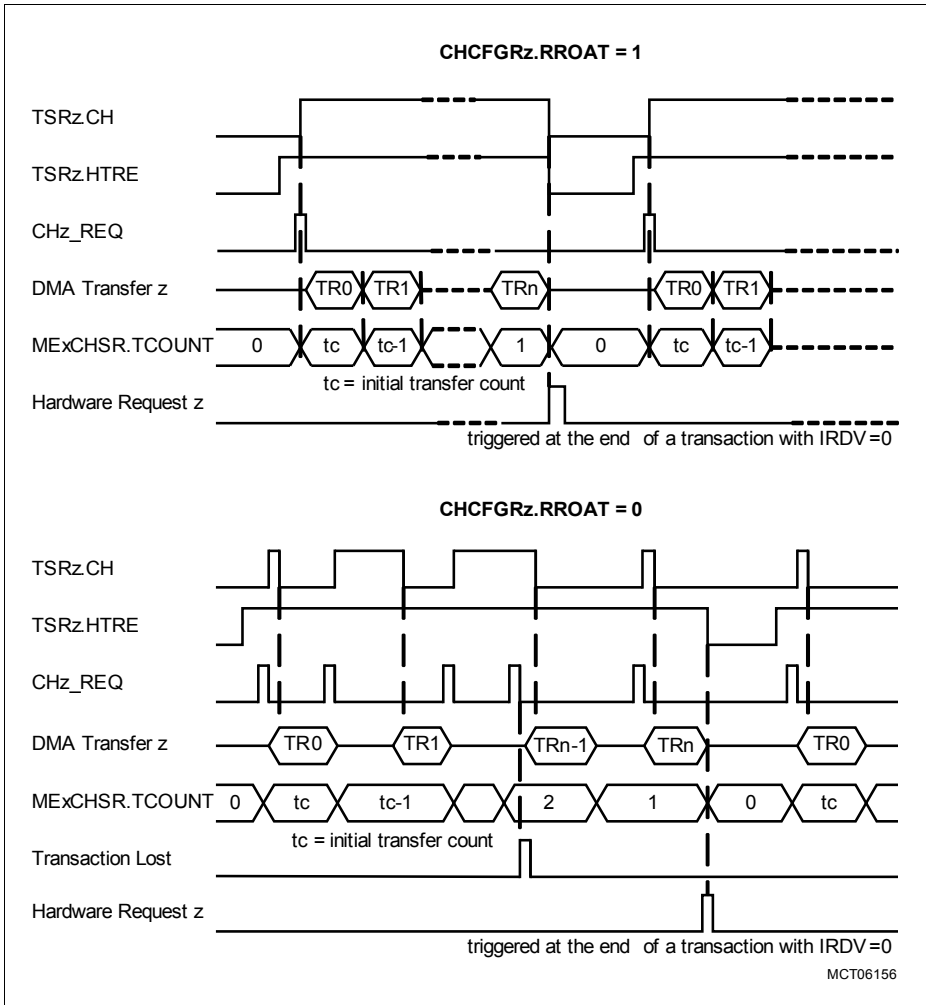 CHCFGRz.RROAT = 1
TSRz.CH
TSRz.HTRE
CHz_REQ
DMA Transfer z TR0 TR1 TRn TR0 TR1
MExCHSR.TCOUNT 0 tc tc-1 1 0 tc tc-1
tc = initial transfer count
Hardware Request z
triggered at the end of a transaction with IRDV=0
CHCFGRz.RROAT = 0
TSRz.CH
TSRz.HTRE
CHz_REQ
DMA Transfer z TR0 TR1 TRn-1 TRn TR0
MExCHSR.TCOUNT 0 tc tc-1 2 1 0 tc
tc = initial transfer count
Transaction Lost
Hardware Request z
triggered at the end of a transaction with IRDV=0
MCT06156